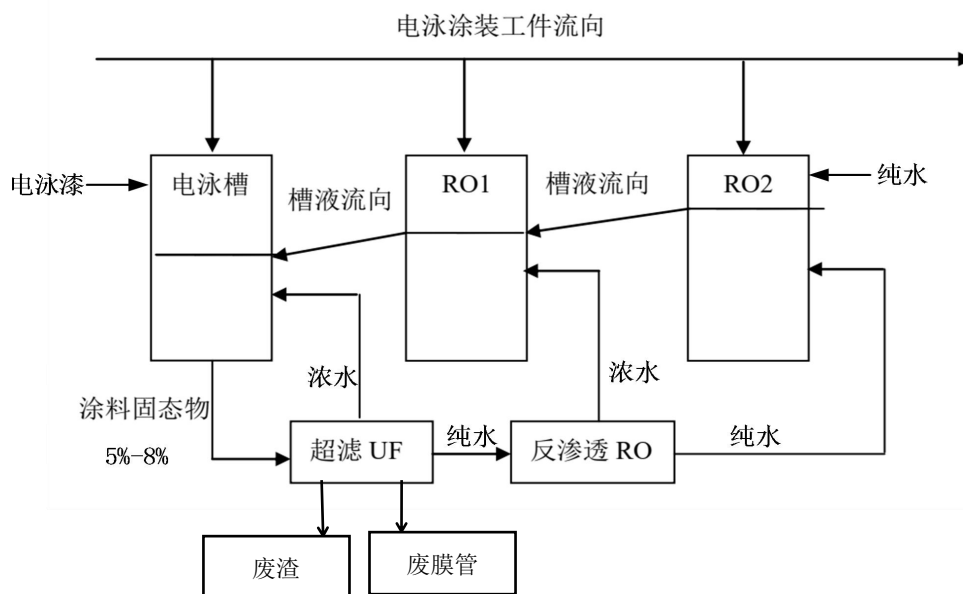 电泳涂装工件流向
电泳漆
电泳槽
槽液流向
RO1
槽液流向
RO2
纯水
浓水
浓水
涂料固态物
5%-8%
超滤 UF
纯水
反渗透 RO
纯水
废渣
废膜管